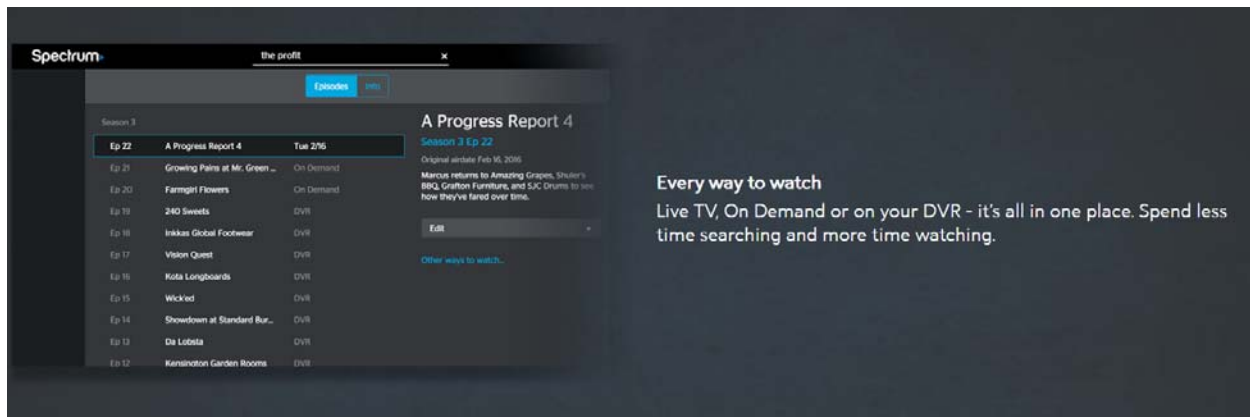 Spectrum
the profit ×
Episodes Info
Season 3
Ep 22 A Progress Report 4 Tue 2/16
Ep 21 Growing Pains at Mr. Green ... On Demand
Ep 20 Farmgirl Flowers On Demand
Ep 19 240 Sweets DVR
Ep 18 Inkkas Global Footwear DVR
Ep 17 Vision Quest DVR
Ep 16 Kota Longboards DVR
Ep 15 Wick'ed DVR
Ep 14 Showdown at Standard Bur... DVR
Ep 13 Da Lobsta DVR
Ep 12 Kensington Garden Rooms DVR
A Progress Report 4
Season 3 Ep 22
Original airdate Feb 16, 2016
Marcus returns to Amazing Grapes, Shuler's
BBQ, Grafton Furniture, and SJC Drums to see
how they've fared over time.
Edit
Other ways to watch...
Every way to watch
Live TV, On Demand or on your DVR - it's all in one place. Spend less
time searching and more time watching.